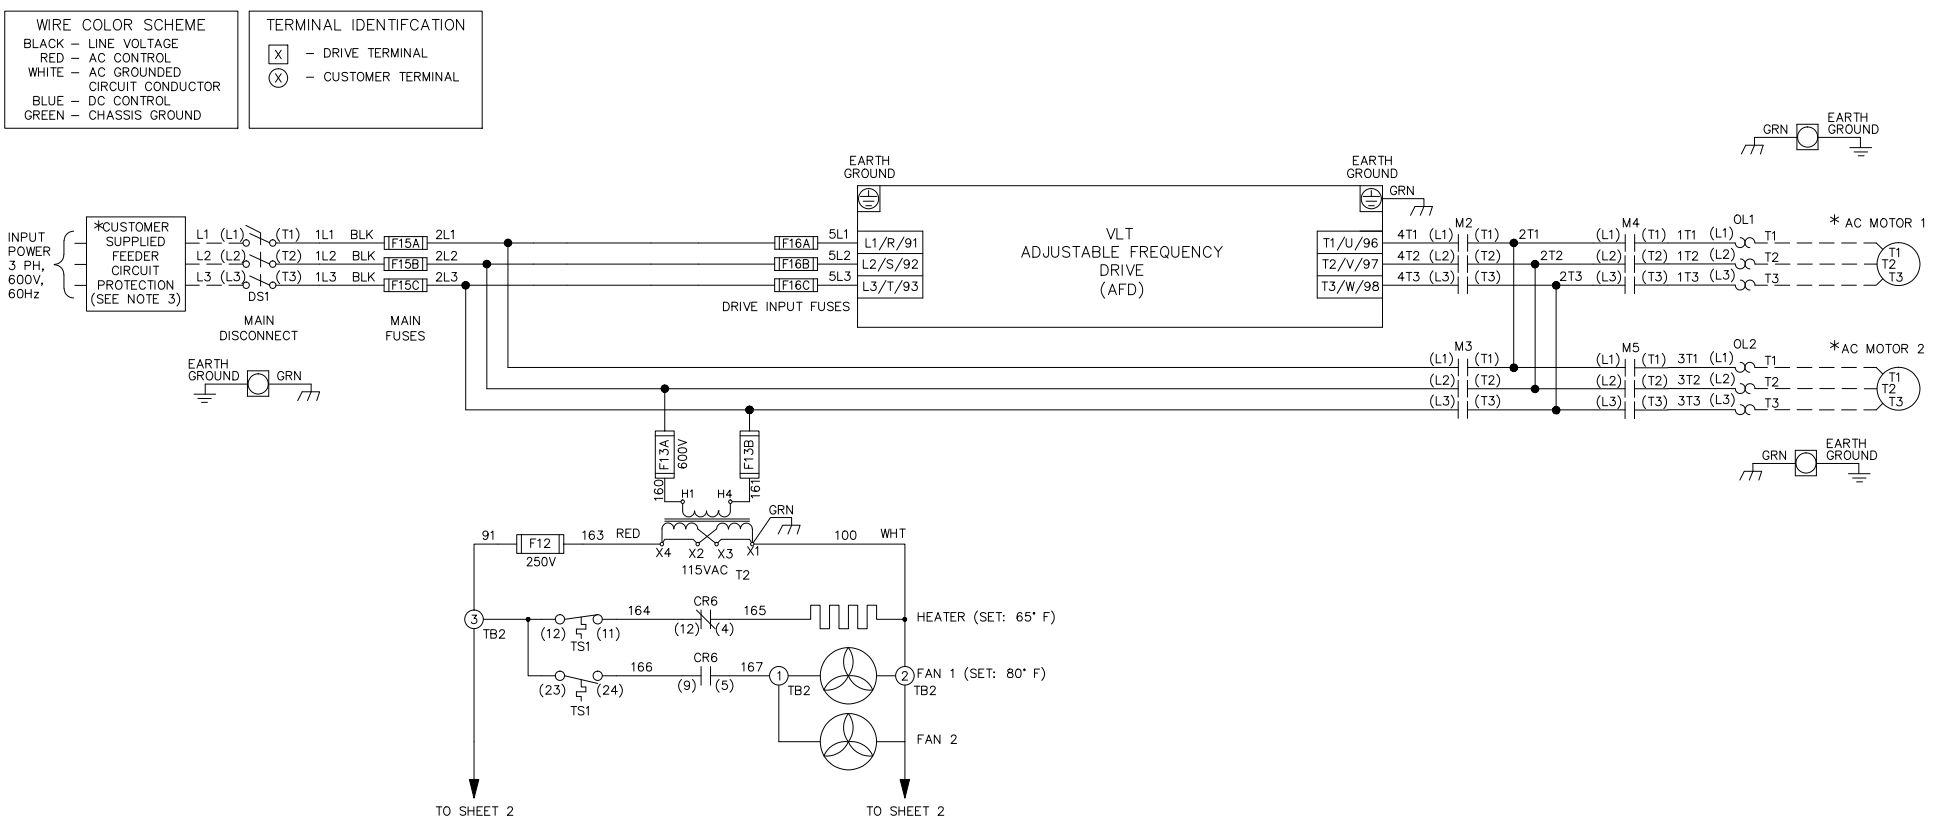 WIRE COLOR SCHEME
BLACK – LINE VOLTAGE
RED – AC CONTROL
WHITE – AC GROUNDED
CIRCUIT CONDUCTOR
BLUE – DC CONTROL
GREEN – CHASSIS GROUND
TERMINAL IDENTIFCATION
X – DRIVE TERMINAL
X – CUSTOMER TERMINAL
GRN
EARTH
GROUND
EARTH
GROUND
EARTH
GROUND
GRN
INPUT
POWER
3 PH,
600V,
60Hz
*CUSTOMER
SUPPLIED
FEEDER
CIRCUIT
PROTECTION
(SEE NOTE 3)
L1 (L1) (T1) 1L1 BLK F15A 2L1
L2 (L2) (T2) 1L2 BLK F15B 2L2
L3 (L3) (T3) 1L3 BLK F15C 2L3
DS1
MAIN
DISCONNECT
MAIN
FUSES
F16A 5L1 L1/R/91
F16B 5L2 L2/S/92
F16C 5L3 L3/T/93
DRIVE INPUT FUSES
VLT
ADJUSTABLE FREQUENCY
DRIVE
(AFD)
M2 M4 OL1 * AC MOTOR 1
T1/U/96 4T1 (L1) (T1) 2T1 (L1) (T1) 1T1 (L1) T1 T1
T2/V/97 4T2 (L2) (T2) 2T2 (L2) (T2) 1T2 (L2) T2 T2
T3/W/98 4T3 (L3) (T3) 2T3 (L3) (T3) 1T3 (L3) T3 T3
M3 M5 OL2 *AC MOTOR 2
(L1) (T1) (L1) (T1) 3T1 (L1) T1 T1
(L2) (T2) (L2) (T2) 3T2 (L2) T2 T2
(L3) (T3) (L3) (T3) 3T3 (L3) T3 T3
EARTH
GROUND
GRN
GRN
EARTH
GROUND
F13A
600V
F13B
160
H1 H4
161
GRN
91 F12 163 RED
250V
X4 X2 X3 X1
100 WHT
115VAC T2
3
TB2
(12) (11)
TS1
164
CR6
(12) (4)
165
HEATER (SET: 65° F)
(23) (24)
TS1
166
CR6
(9) (5)
167
1
TB2
2
TB2
FAN 1 (SET: 80° F)
FAN 2
TO SHEET 2
TO SHEET 2